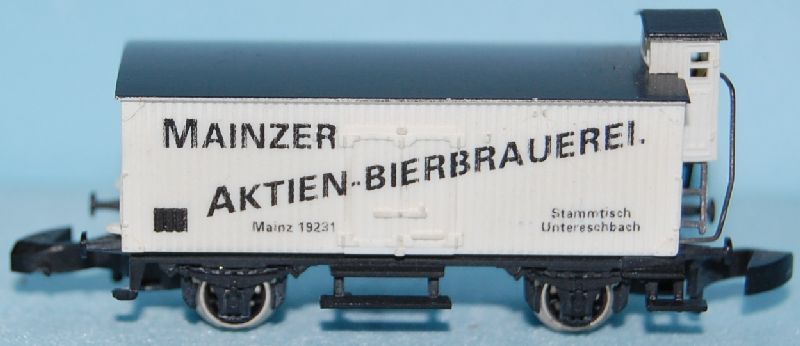 MAINZER
AKTIEN-BIERBRAUEREI.
Mainz 19231
Stammtisch
Untereschbach